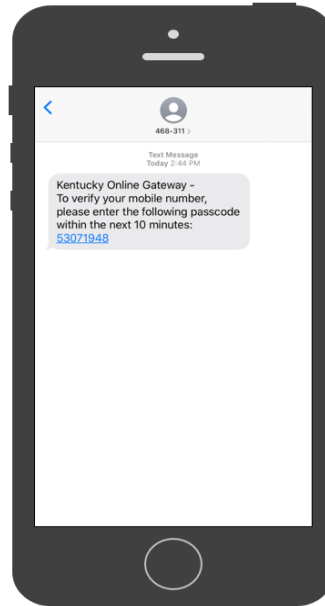 468-311 >
Text Message
Today 2:44 PM
Kentucky Online Gateway -
To verify your mobile number,
please enter the following passcode
within the next 10 minutes:
53071948